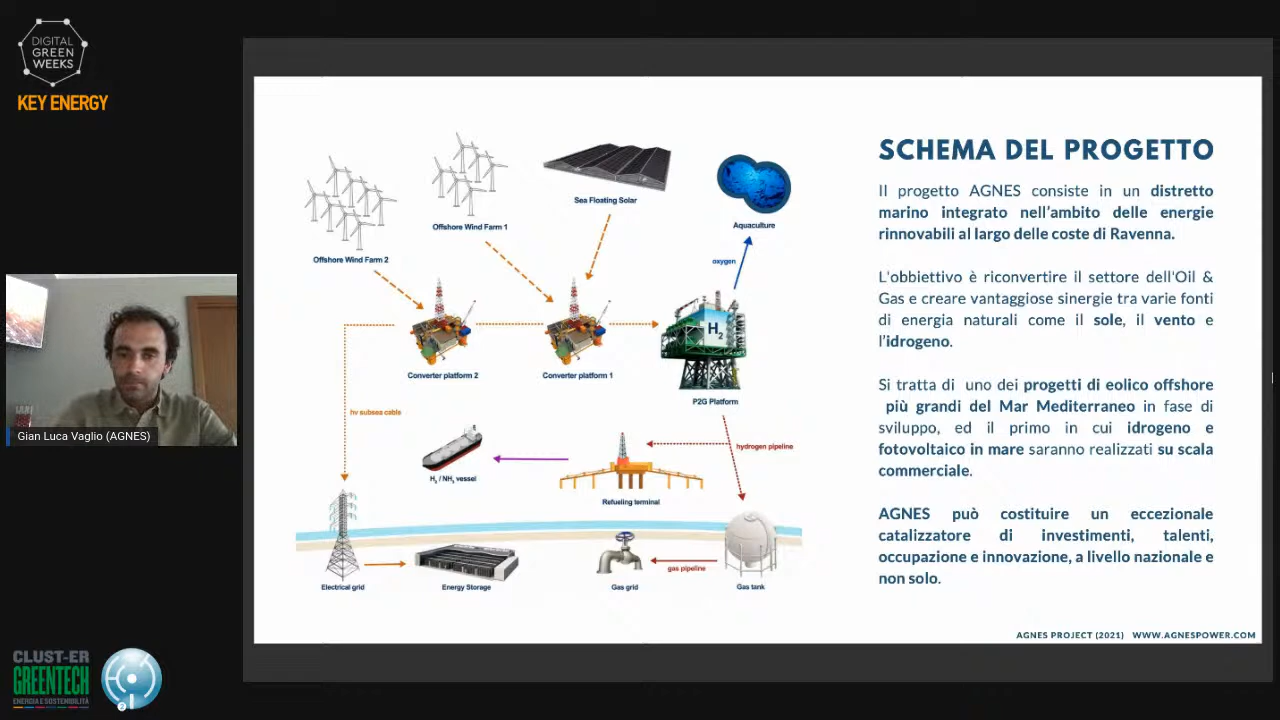 DIGITAL
GREEN
WEEKS
KEY ENERGY
Gian Luca Vaglio (AGNES)
CLUST-ER
GREENTECH
ENERGIA E SOSTENIBILITÀ
2
Offshore Wind Farm 2
Offshore Wind Farm 1
Sea Floating Solar
Aquaculture
oxygen
H2
Converter platform 2
Converter platform 1
P2G Platform
hv subsea cable
hydrogen pipeline
H2 / NH3 vessel
Refueling terminal
Electrical grid
Energy Storage
Gas grid
gas pipeline
Gas tank
SCHEMA DEL PROGETTO
Il progetto AGNES consiste in un distretto
marino integrato nell'ambito delle energie
rinnovabili al largo delle coste di Ravenna.
L'obbiettivo è riconvertire il settore dell'Oil &
Gas e creare vantaggiose sinergie tra varie fonti
di energia naturali come il sole, il vento e
l'idrogeno.
Si tratta di uno dei progetti di eolico offshore
più grandi del Mar Mediterraneo in fase di
sviluppo, ed il primo in cui idrogeno e
fotovoltaico in mare saranno realizzati su scala
commerciale.
AGNES può costituire un eccezionale
catalizzatore di investimenti, talenti,
occupazione e innovazione, a livello nazionale e
non solo.
AGNES PROJECT (2021) WWW.AGNESPOWER.COM